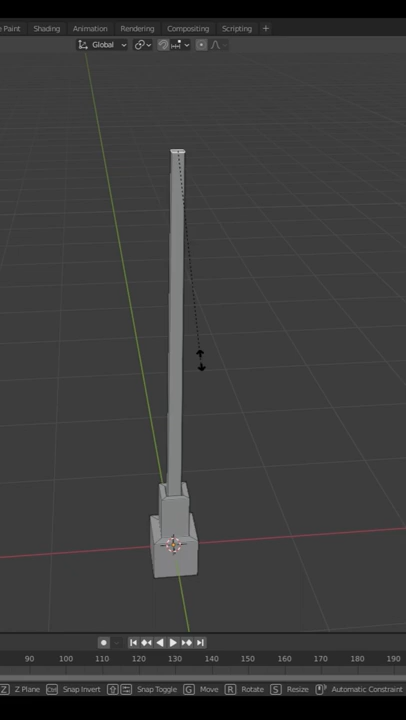 e Paint Shading Animation Rendering Compositing Scripting +
Global
90 100 110 120 130 140 150 160 170 180 190
Z Z Plane Ctrl Snap Invert Snap Toggle G Move R Rotate S Resize Automatic Constraint